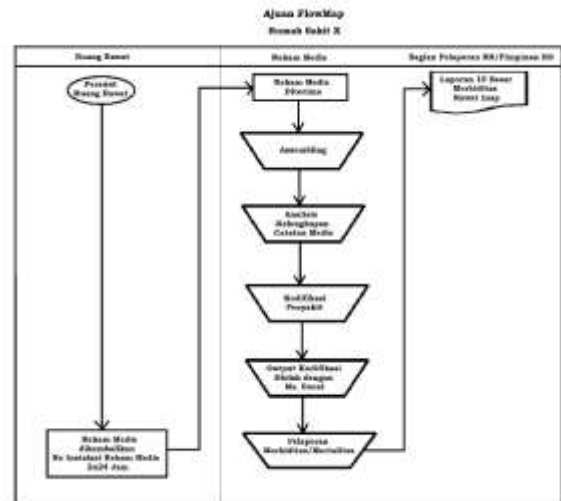 Ajuan FlowMap
Rumah Sakit X
Ruang Rawat
Rekam Medis
Bagian Pelaporan RM/Pimpinan RS
Perawat
Ruang Rawat
Rekam Medis
Diterima
Laporan 10 Besar
Morbiditas
Rawat Inap
Assembling
Analisis
Kelengkapan
Catatan Medis
Kodifikasi
Penyakit
Output Kodifikasi
Diolah dengan
Ms. Excel
Rekam Medis
dikembalikan
Ke Instalasi Rekam Medis
2x24 Jam
Pelaporan
Morbiditas/Mortalitas